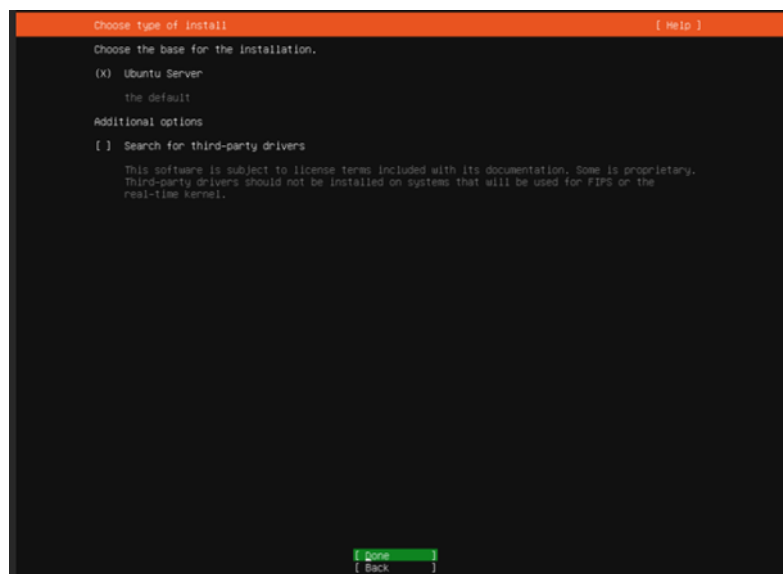 Choose type of install [ Help ]
Choose the base for the installation.
(X) Ubuntu Server
the default
Additional options
[ ] Search for third-party drivers
This software is subject to license terms included with its documentation. Some is proprietary.
Third-party drivers should not be installed on systems that will be used for FIPS or the
real-time kernel.
[ Done ]
[ Back ]